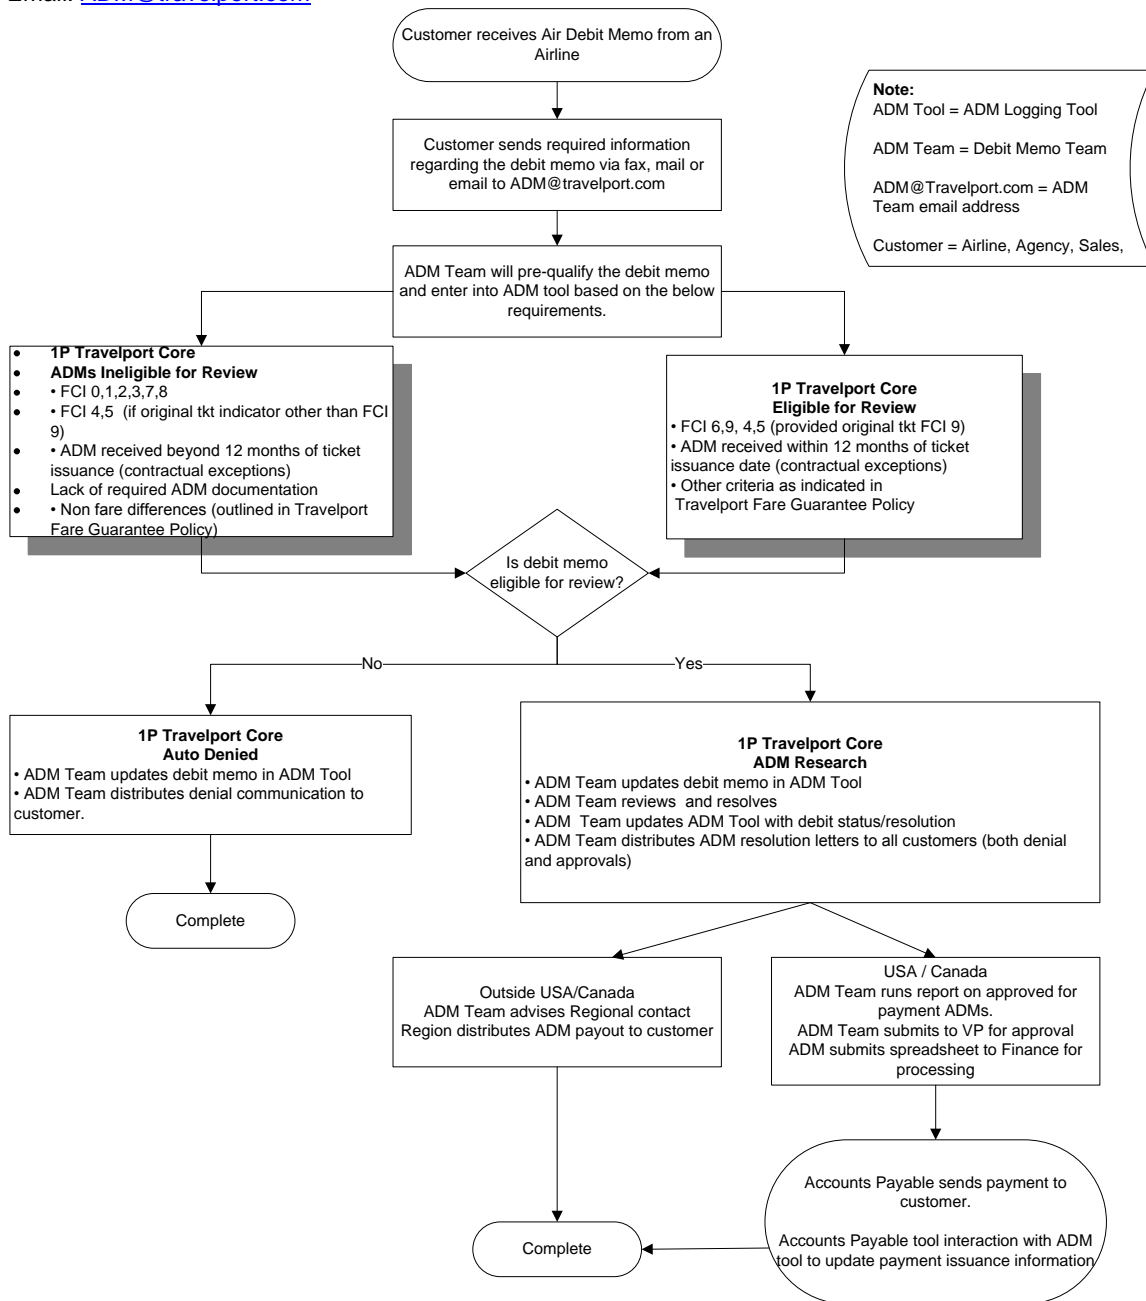 Email: ADM@travelport.com
Customer receives Air Debit Memo from an
Airline
Note:
ADM Tool = ADM Logging Tool
ADM Team = Debit Memo Team
ADM@Travelport.com = ADM
Team email address
Customer = Airline, Agency, Sales,
Customer sends required information
regarding the debit memo via fax, mail or
email to ADM@travelport.com
ADM Team will pre-qualify the debit memo
and enter into ADM tool based on the below
requirements.
• 1P Travelport Core
• ADMs Ineligible for Review
• • FCI 0,1,2,3,7,8
• • FCI 4,5 (if original tkt indicator other than FCI
9)
• • ADM received beyond 12 months of ticket
issuance (contractual exceptions)
• Lack of required ADM documentation
• • Non fare differences (outlined in Travelport
Fare Guarantee Policy)
1P Travelport Core
Eligible for Review
• FCI 6,9, 4,5 (provided original tkt FCI 9)
• ADM received within 12 months of ticket
issuance date (contractual exceptions)
• Other criteria as indicated in
Travelport Fare Guarantee Policy
Is debit memo
eligible for review?
No
Yes
1P Travelport Core
Auto Denied
• ADM Team updates debit memo in ADM Tool
• ADM Team distributes denial communication to
customer.
1P Travelport Core
ADM Research
• ADM Team updates debit memo in ADM Tool
• ADM Team reviews and resolves
• ADM Team updates ADM Tool with debit status/resolution
• ADM Team distributes ADM resolution letters to all customers (both denial
and approvals)
Complete
Outside USA/Canada
ADM Team advises Regional contact
Region distributes ADM payout to customer
USA / Canada
ADM Team runs report on approved for
payment ADMs.
ADM Team submits to VP for approval
ADM submits spreadsheet to Finance for
processing
Accounts Payable sends payment to
customer.
Accounts Payable tool interaction with ADM
tool to update payment issuance information
Complete